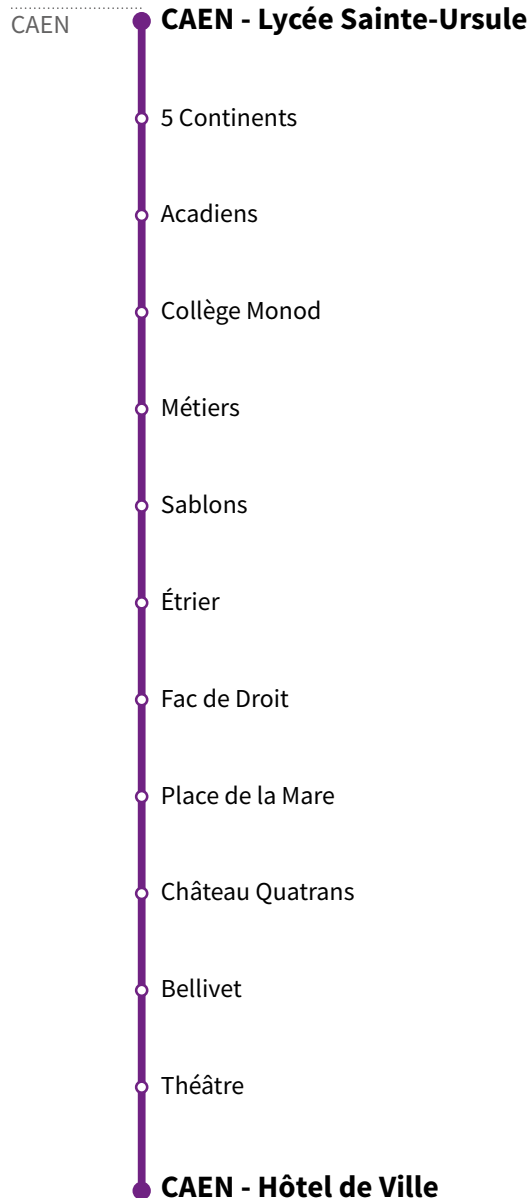 CAEN
CAEN - Lycée Sainte-Ursule
5 Continents
Acadiens
Collège Monod
Métiers
Sablons
Étrier
Fac de Droit
Place de la Mare
Château Quatrans
Bellivet
Théâtre
CAEN - Hôtel de Ville